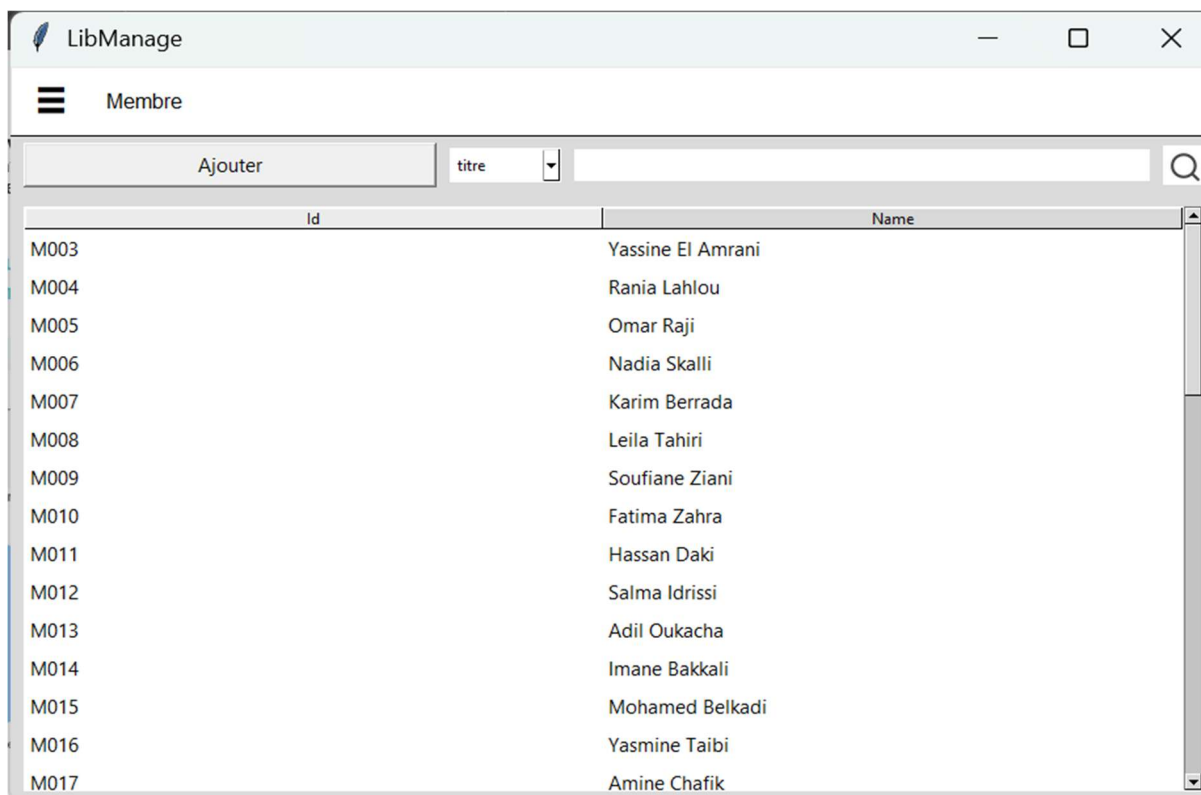 LibManage
Membre
Ajouter titre
Id Name
M003 Yassine El Amrani
M004 Rania Lahlou
M005 Omar Raji
M006 Nadia Skalli
M007 Karim Berrada
M008 Leila Tahiri
M009 Soufiane Ziani
M010 Fatima Zahra
M011 Hassan Daki
M012 Salma Idrissi
M013 Adil Oukacha
M014 Imane Bakkali
M015 Mohamed Belkadi
M016 Yasmine Taibi
M017 Amine Chafik